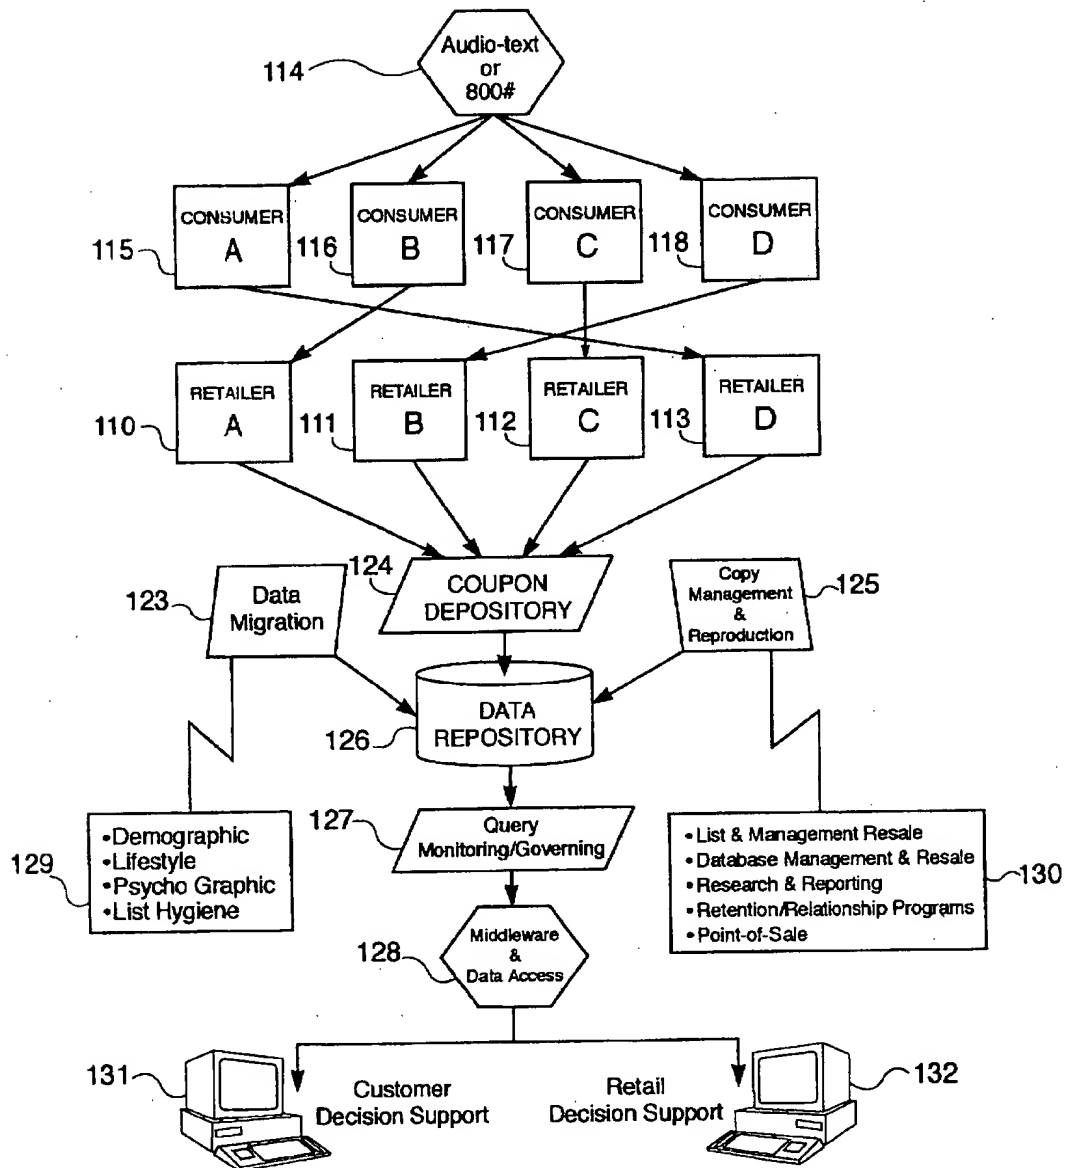 Audio-text
or
800#
114
CONSUMER
A
115
CONSUMER
B
116
CONSUMER
C
117
CONSUMER
D
118
RETAILER
A
110
RETAILER
B
111
RETAILER
C
112
RETAILER
D
113
124
COUPON
DEPOSITORY
123
Data
Migration
Copy
Management
&
Reproduction
125
DATA
REPOSITORY
126
127
Query
Monitoring/Governing
129
•Demographic
•Lifestyle
•Psycho Graphic
•List Hygiene
• List & Management Resale
• Database Management & Resale
• Research & Reporting
• Retention/Relationship Programs
• Point-of-Sale
130
128
Middleware
&
Data Access
131
Customer
Decision Support
Retail
Decision Support
132